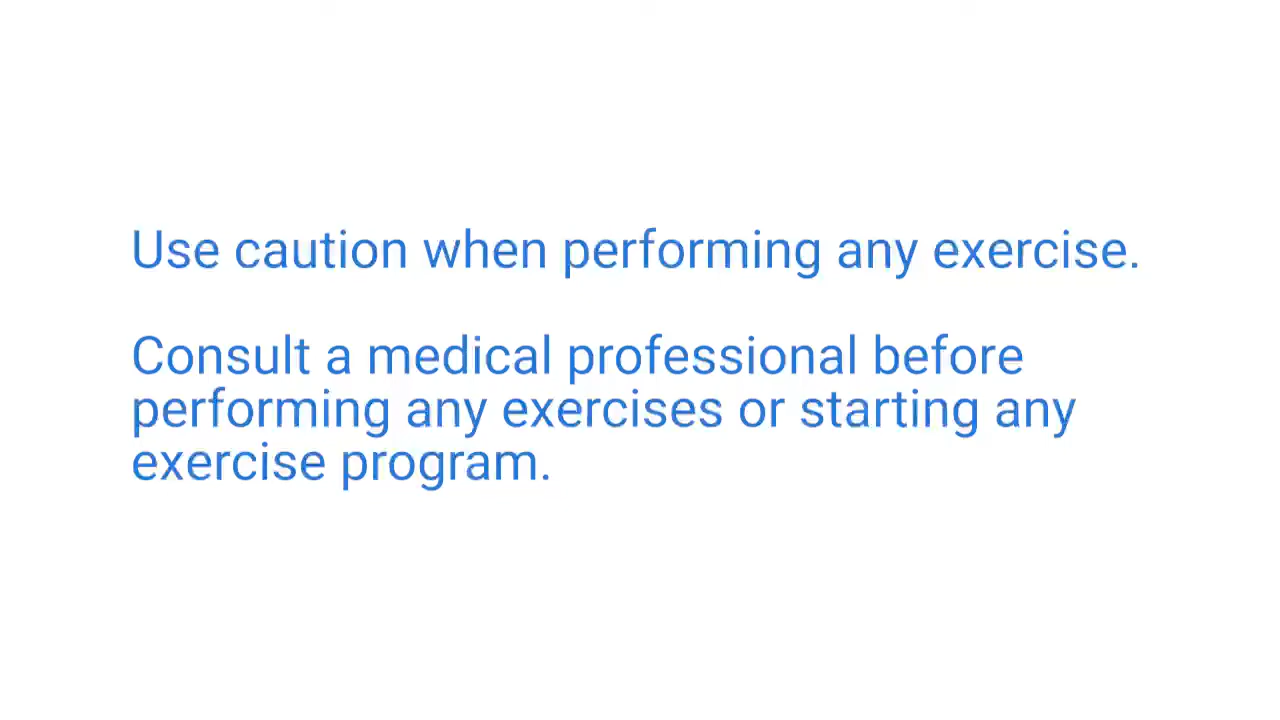 Use caution when performing any exercise.
Consult a medical professional before
performing any exercises or starting any
exercise program.